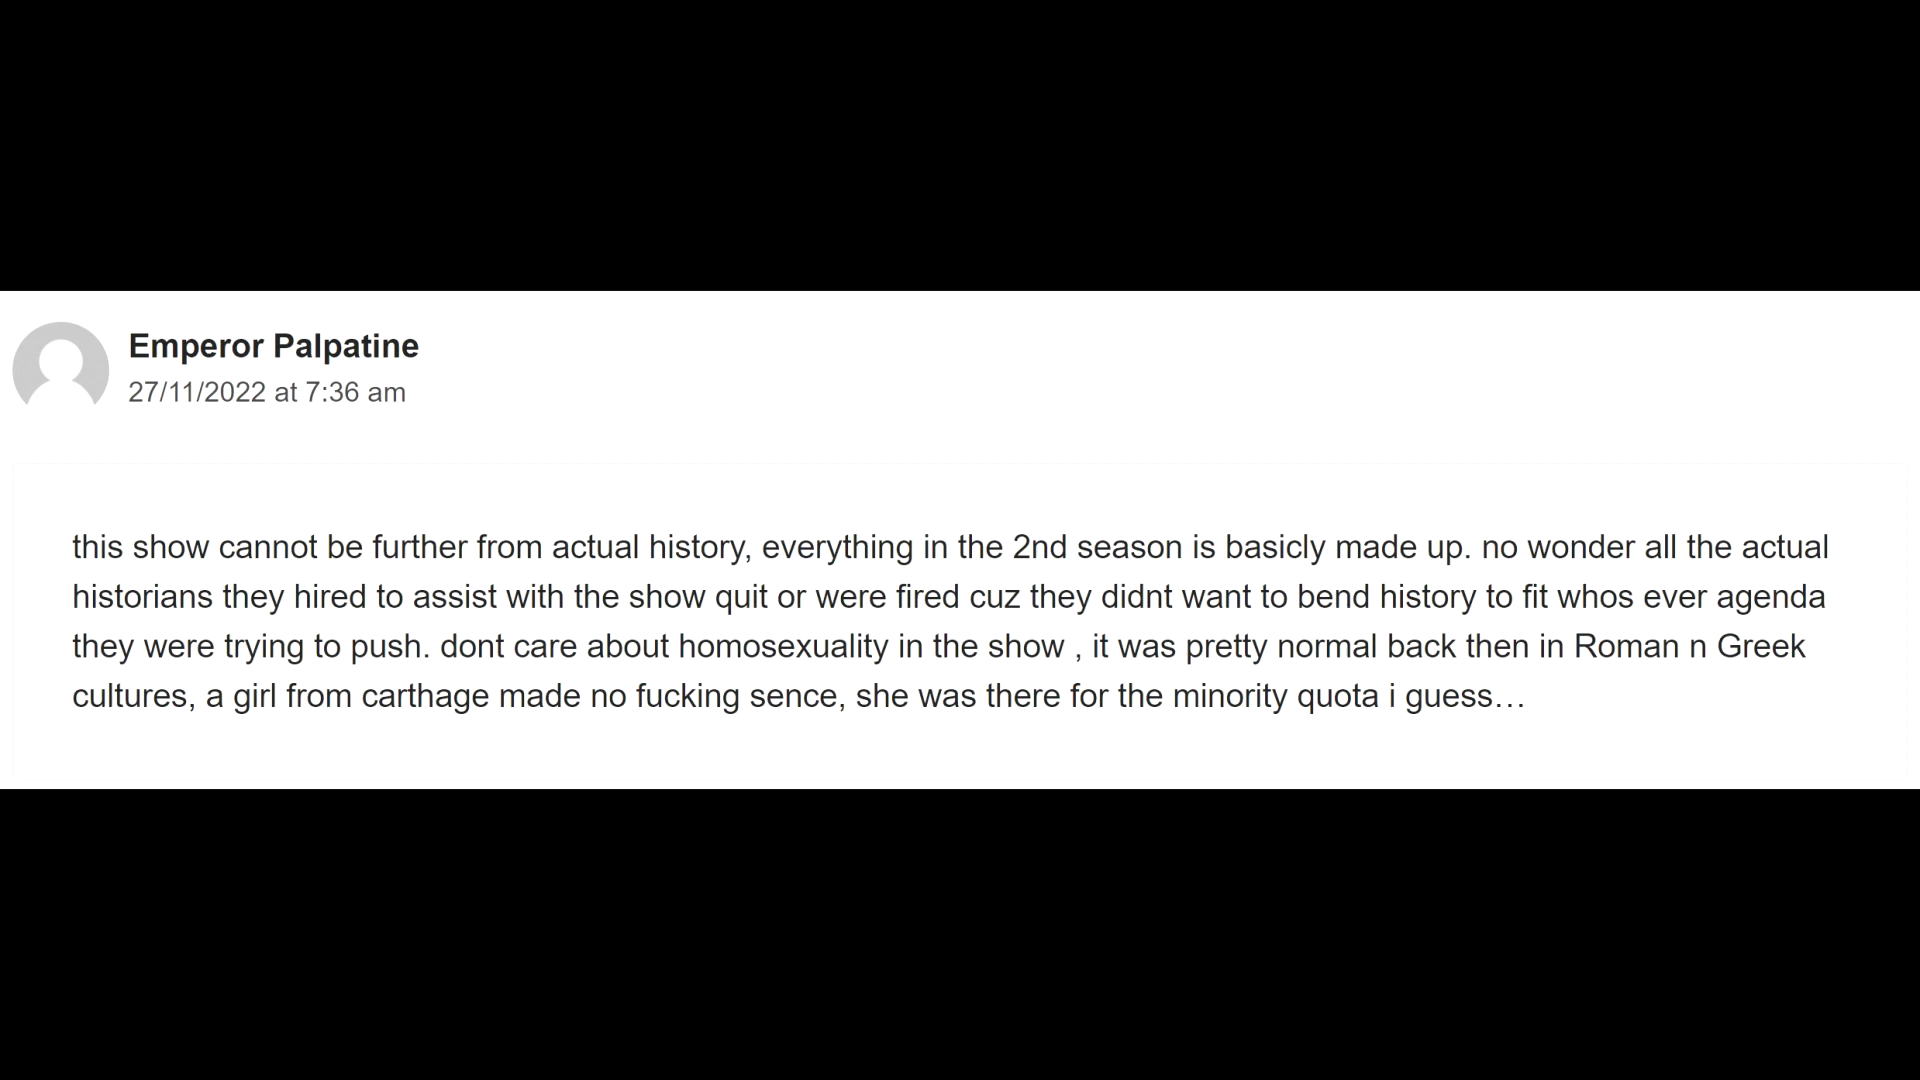 Emperor Palpatine
27/11/2022 at 7:36 am
this show cannot be further from actual history, everything in the 2nd season is basicly made up. no wonder all the actual
historians they hired to assist with the show quit or were fired cuz they didnt want to bend history to fit whos ever agenda
they were trying to push. dont care about homosexuality in the show , it was pretty normal back then in Roman n Greek
cultures, a girl from carthage made no fucking sence, she was there for the minority quota i guess…